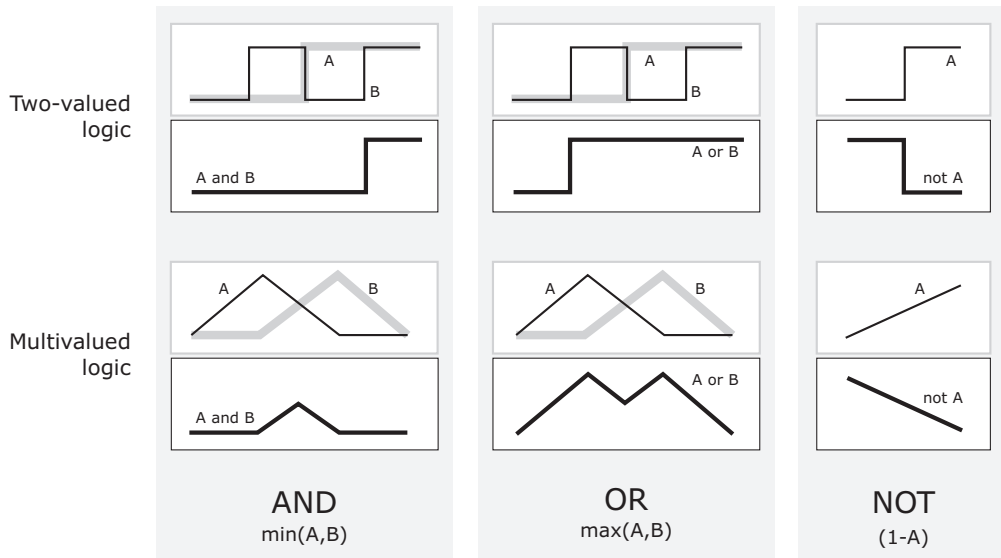 Two-valued
logic
A
B
A and B
A
B
A or B
A
not A
Multivalued
logic
A
B
A and B
A
B
A or B
A
not A
AND
min(A,B)
OR
max(A,B)
NOT
(1-A)